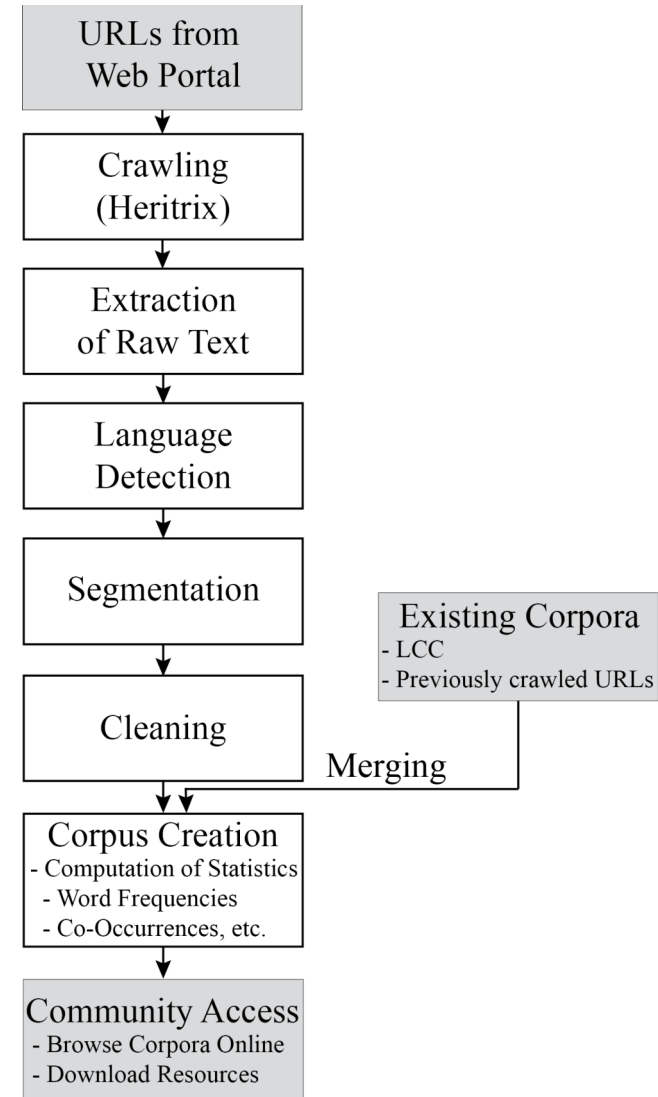 URLs from
Web Portal
Crawling
(Heritrix)
Extraction
of Raw Text
Language
Detection
Segmentation
Existing Corpora
- LCC
- Previously crawled URLs
Cleaning
Merging
Corpus Creation
- Computation of Statistics
- Word Frequencies
- Co-Occurrences, etc.
Community Access
- Browse Corpora Online
- Download Resources